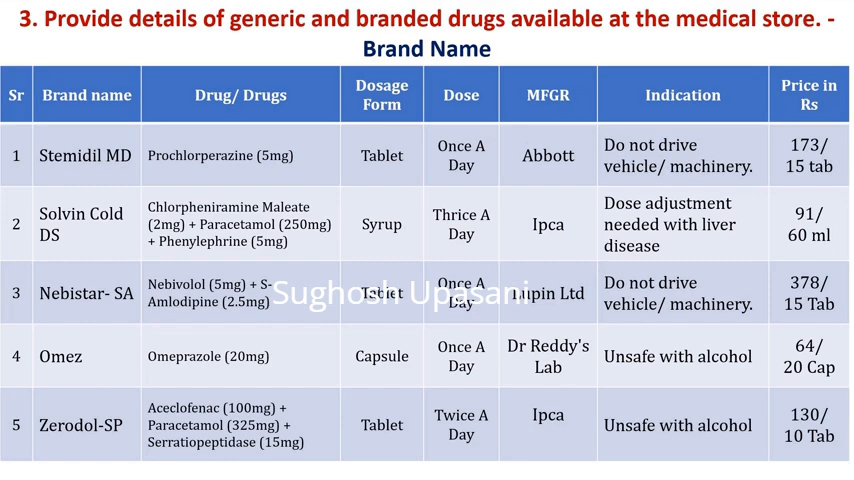 3. Provide details of generic and branded drugs available at the medical store. -
Brand Name
Sr Brand name Drug/ Drugs Dosage Form Dose MFGR Indication Price in Rs
1 Stemidil MD Prochlorperazine (5mg) Tablet Once A Day Abbott Do not drive vehicle/ machinery. 173/ 15 tab
2 Solvin Cold DS Chlorpheniramine Maleate (2mg) + Paracetamol (250mg) + Phenylephrine (5mg) Syrup Thrice A Day Ipca Dose adjustment needed with liver disease 91/ 60 ml
3 Nebistar- SA Nebivolol (5mg) + S-Amlodipine (2.5mg) Tablet Once A Day Lupin Ltd Do not drive vehicle/ machinery. 378/ 15 Tab
Sughosh Upasani
4 Omez Omeprazole (20mg) Capsule Once A Day Dr Reddy's Lab Unsafe with alcohol 64/ 20 Cap
5 Zerodol-SP Aceclofenac (100mg) + Paracetamol (325mg) + Serratiopeptidase (15mg) Tablet Twice A Day Ipca Unsafe with alcohol 130/ 10 Tab